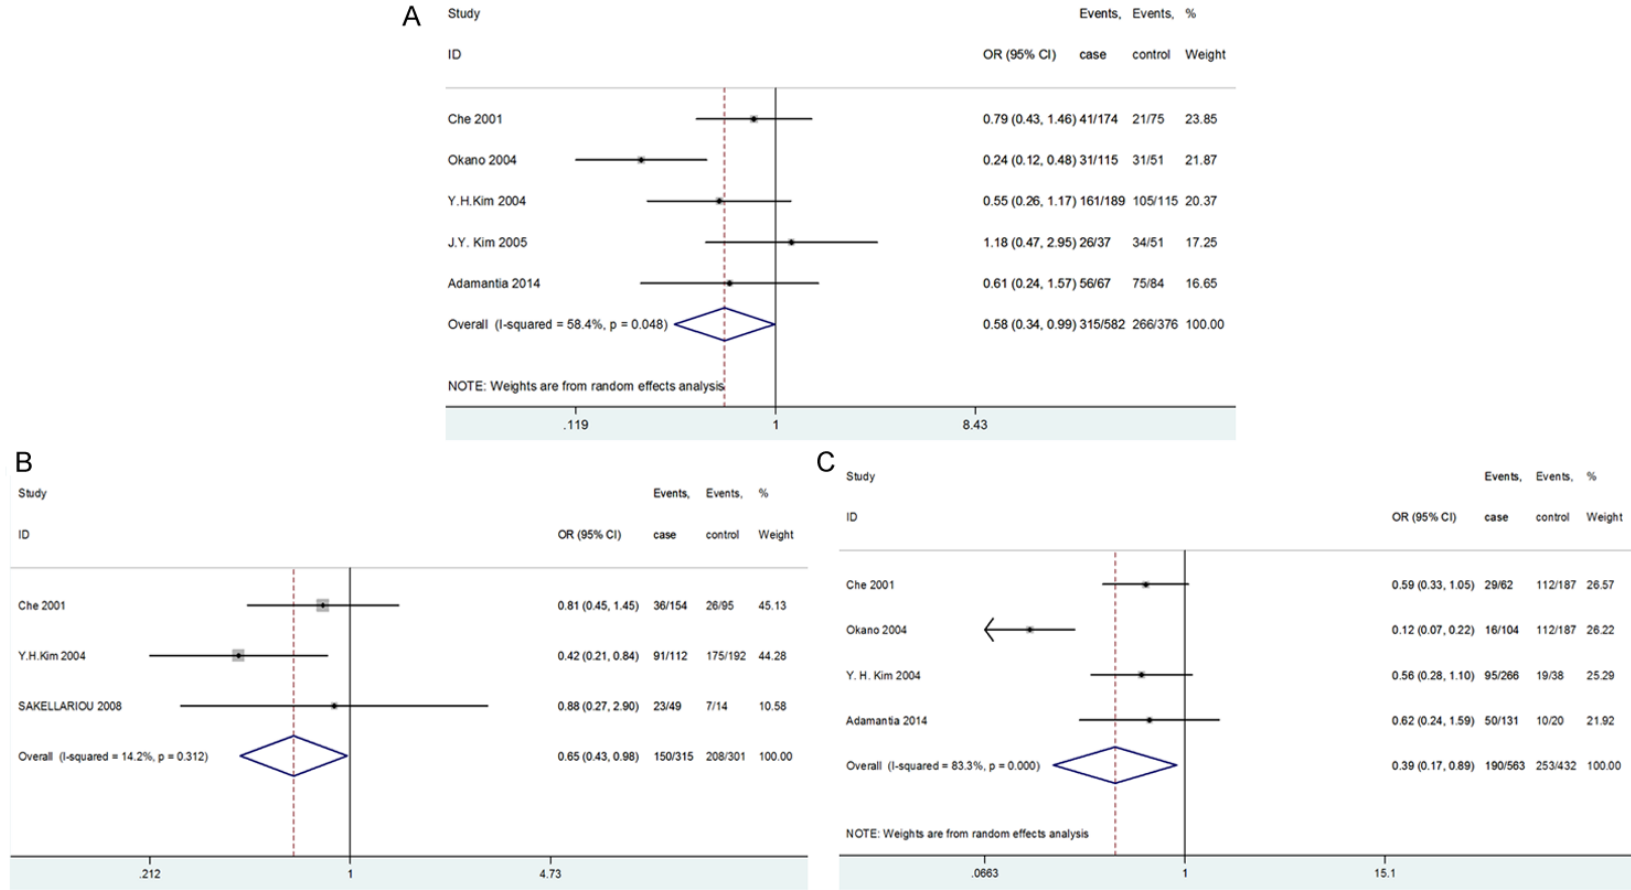 A
Study Events, Events, %
ID OR (95% CI) case control Weight
Che 2001 0.79 (0.43, 1.46) 41/174 21/75 23.85
Okano 2004 0.24 (0.12, 0.48) 31/115 31/51 21.87
Y.H.Kim 2004 0.55 (0.26, 1.17) 161/189 105/115 20.37
J.Y. Kim 2005 1.18 (0.47, 2.95) 26/37 34/51 17.25
Adamantia 2014 0.61 (0.24, 1.57) 56/67 75/84 16.65
Overall (I-squared = 58.4%, p = 0.048) 0.58 (0.34, 0.99) 315/582 266/376 100.00
NOTE: Weights are from random effects analysis
.119 1 8.43
B
Study Events, Events, %
ID OR (95% CI) case control Weight
Che 2001 0.81 (0.45, 1.45) 36/154 26/95 45.13
Y.H.Kim 2004 0.42 (0.21, 0.84) 91/112 175/192 44.28
SAKELLARIOU 2008 0.88 (0.27, 2.90) 23/49 7/14 10.58
Overall (I-squared = 14.2%, p = 0.312) 0.65 (0.43, 0.98) 150/315 208/301 100.00
.212 1 4.73
C
Study Events, Events, %
ID OR (95% CI) case control Weight
Che 2001 0.59 (0.33, 1.05) 29/62 112/187 26.57
Okano 2004 0.12 (0.07, 0.22) 16/104 112/187 26.22
Y. H. Kim 2004 0.56 (0.28, 1.10) 95/266 19/38 25.29
Adamantia 2014 0.62 (0.24, 1.59) 50/131 10/20 21.92
Overall (I-squared = 83.3%, p = 0.000) 0.39 (0.17, 0.89) 190/563 253/432 100.00
NOTE: Weights are from random effects analysis
.0663 1 15.1